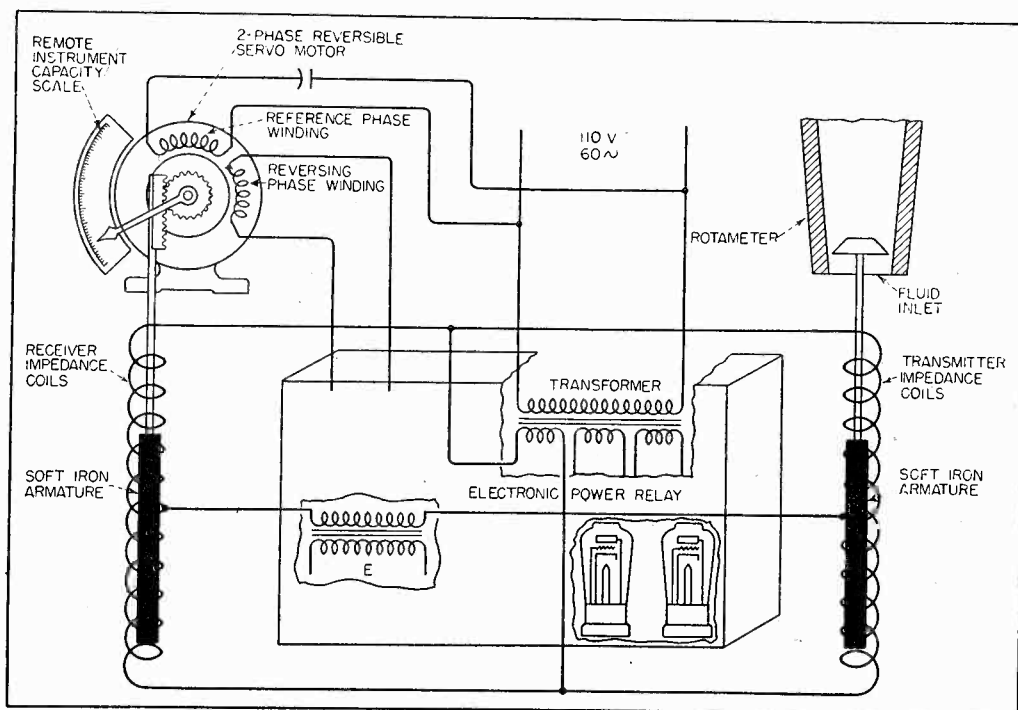 REMOTE
INSTRUMENT
CAPACITY
SCALE
2-PHASE REVERSIBLE
SERVO MOTOR
REFERENCE PHASE
WINDING
REVERSING
PHASE WINDING
110 V
60~
ROTAMETER
FLUID
INLET
RECEIVER
IMPEDANCE
COILS
TRANSFORMER
TRANSMITTER
IMPEDANCE
COILS
SOFT IRON
ARMATURE
ELECTRONIC POWER RELAY
SOFT IRON
ARMATURE
E